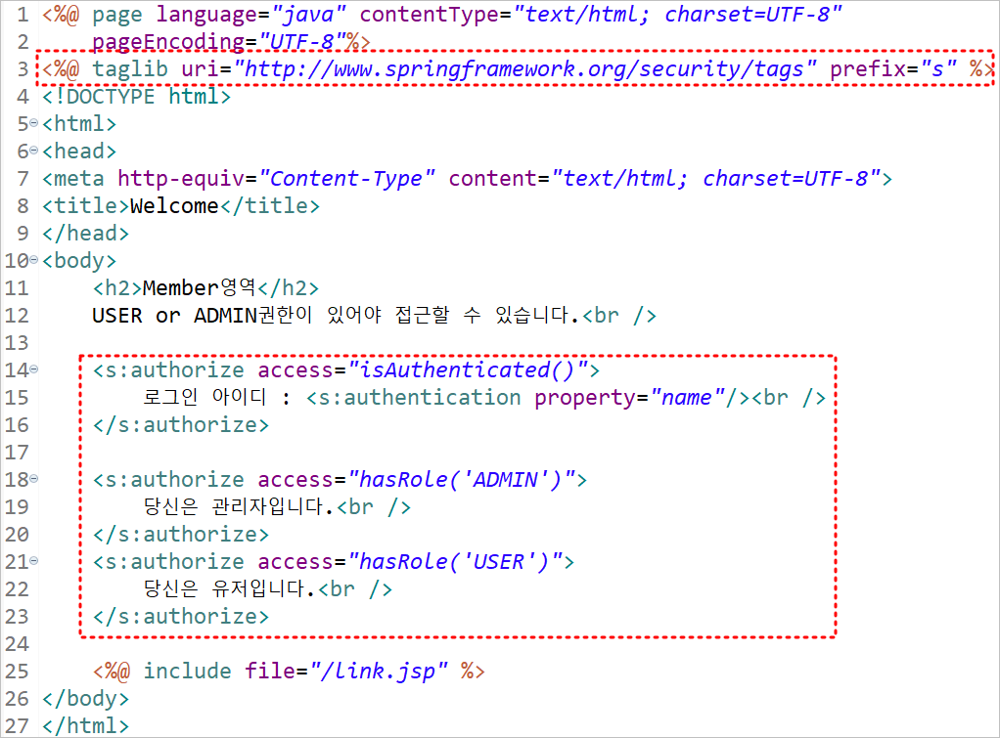 1 <%@ page language="java" contentType="text/html; charset=UTF-8"
2     pageEncoding="UTF-8"%>
3 <%@ taglib uri="http://www.springframework.org/security/tags" prefix="s" %>
4 <!DOCTYPE html>
5 <html>
6 <head>
7 <meta http-equiv="Content-Type" content="text/html; charset=UTF-8">
8 <title>Welcome</title>
9 </head>
10 <body>
11     <h2>Member영역</h2>
12     USER or ADMIN권한이 있어야 접근할 수 있습니다.<br />
13
14     <s:authorize access="isAuthenticated()">
15         로그인 아이디 : <s:authentication property="name"/><br />
16     </s:authorize>
17
18     <s:authorize access="hasRole('ADMIN')">
19         당신은 관리자입니다.<br />
20     </s:authorize>
21     <s:authorize access="hasRole('USER')">
22         당신은 유저입니다.<br />
23     </s:authorize>
24
25     <%@ include file="/link.jsp" %>
26 </body>
27 </html>